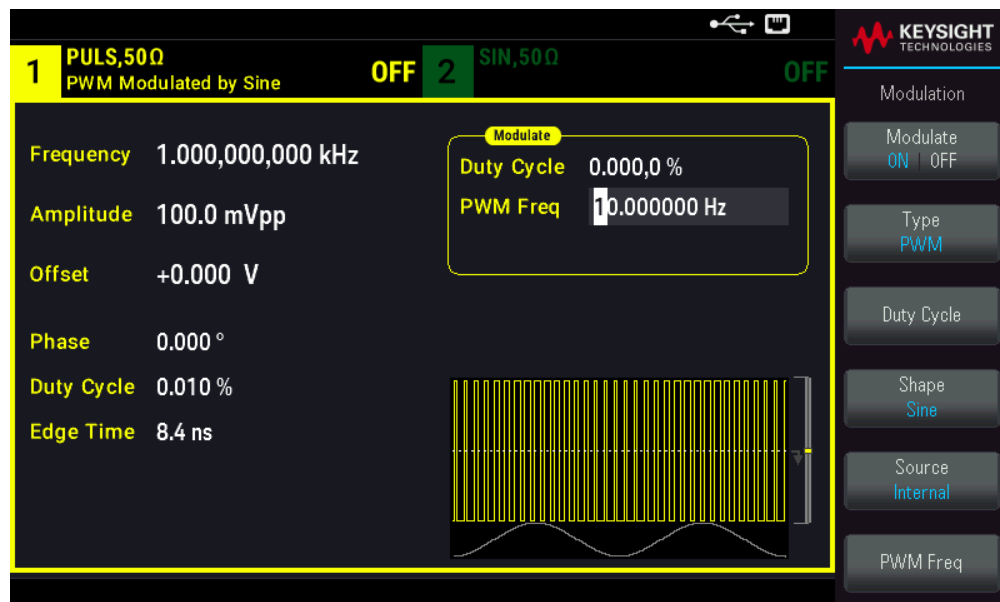 KEYSIGHT
TECHNOLOGIES
1
PULS,50Ω
PWM Modulated by Sine
OFF
2
SIN,50Ω
OFF
Modulation
Frequency 1.000,000,000 kHz
Amplitude 100.0 mVpp
Offset +0.000 V
Phase 0.000 °
Duty Cycle 0.010 %
Edge Time 8.4 ns
Modulate
Duty Cycle 0.000,0 %
PWM Freq 10.000000 Hz
Modulate
ON | OFF
Type
PWM
Duty Cycle
Shape
Sine
Source
Internal
PWM Freq